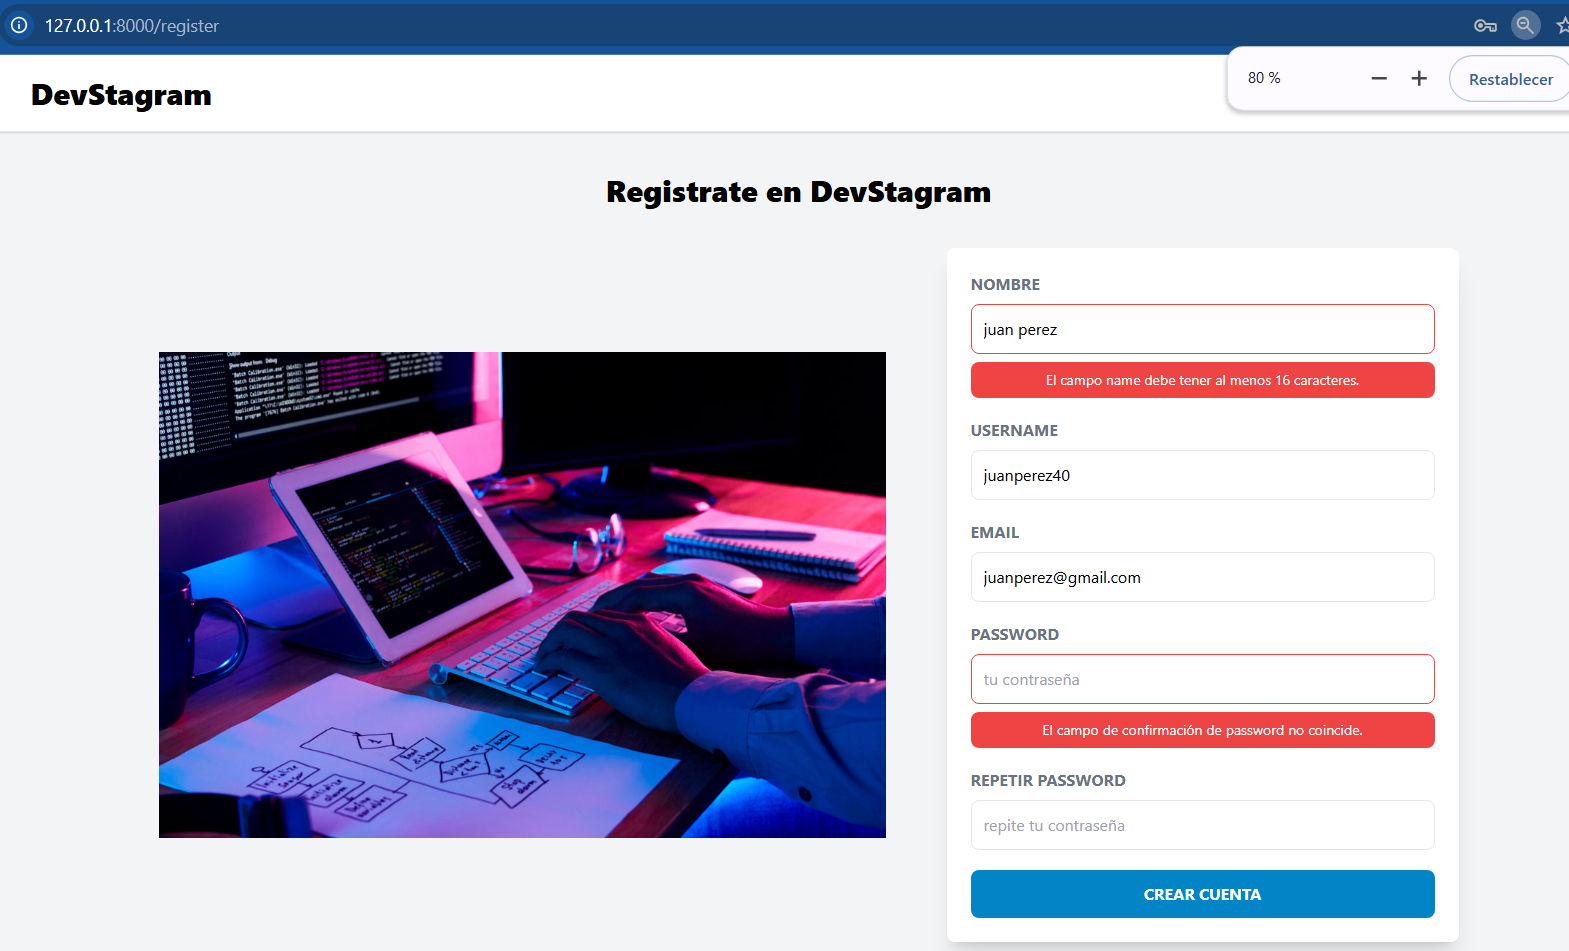 127.0.0.1:8000/register
80 %
Restablecer
DevStagram
Registrate en DevStagram
NOMBRE
juan perez
El campo name debe tener al menos 16 caracteres.
USERNAME
juanperez40
EMAIL
juanperez@gmail.com
PASSWORD
tu contraseña
El campo de confirmación de password no coincide.
REPETIR PASSWORD
repite tu contraseña
CREAR CUENTA